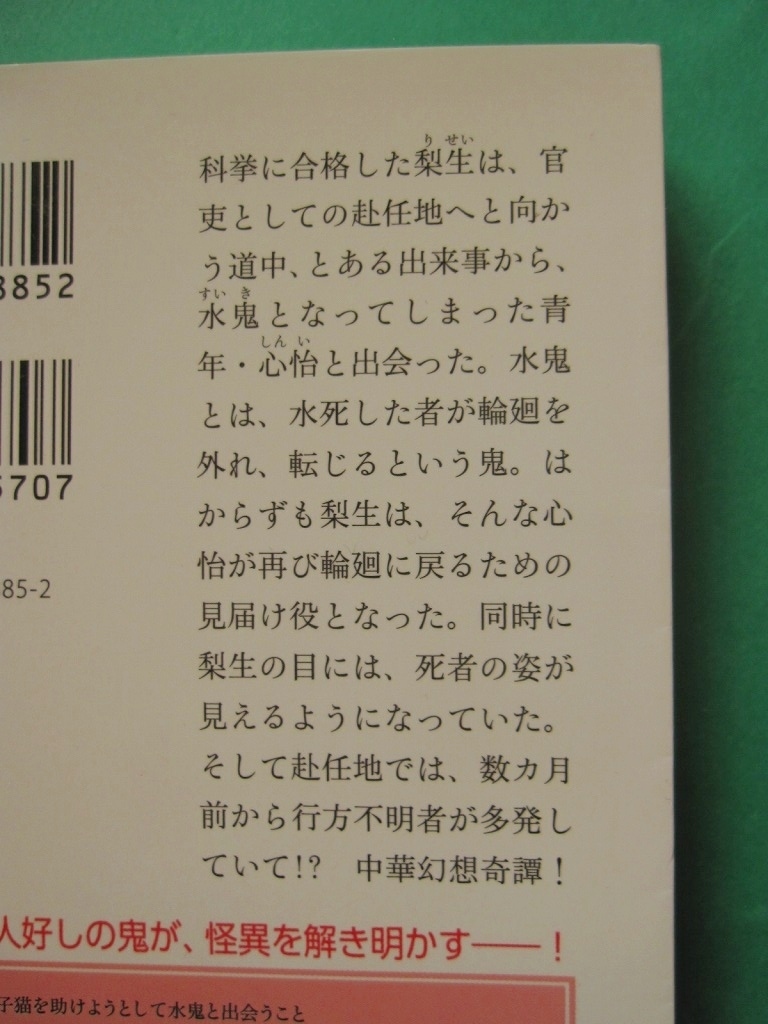 科挙に合格した梨生は、官
りせい
吏としての赴任地へと向か
う道中、とある出来事から、
すいき
水鬼となってしまった青
しんい
年・心怡と出会った。水鬼
とは、水死した者が輪廻を
外れ、転じるという鬼。は
からずも梨生は、そんな心
怡が再び輪廻に戻るための
見届け役となった。同時に
梨生の目には、死者の姿が
見えるようになっていた。
そして赴任地では、数カ月
前から行方不明者が多発し
ていて!? 中華幻想奇譚！
8852
5707
85-2
人好しの鬼が、怪異を解き明かす――！
子猫を助けようとして水鬼と出会うこと